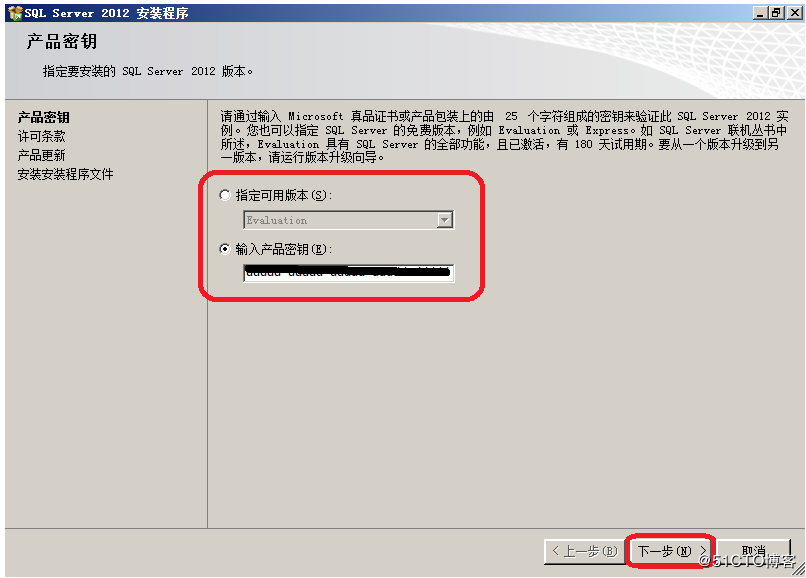 SQL Server 2012 安装程序
产品密钥
指定要安装的 SQL Server 2012 版本。
产品密钥
许可条款
产品更新
安装安装程序文件
请通过输入 Microsoft 真品证书或产品包装上的由 25 个字符组成的密钥来验证此 SQL Server 2012 实
例。您也可以指定 SQL Server 的免费版本，例如 Evaluation 或 Express。如 SQL Server 联机丛书中
所述，Evaluation 具有 SQL Server 的全部功能，且已激活，有 180 天试用期。要从一个版本升级到另
一版本，请运行版本升级向导。
指定可用版本(S):
Evaluation
输入产品密钥(E):
< 上一步(B)
下一步(N) >
取消
@51CTO博客